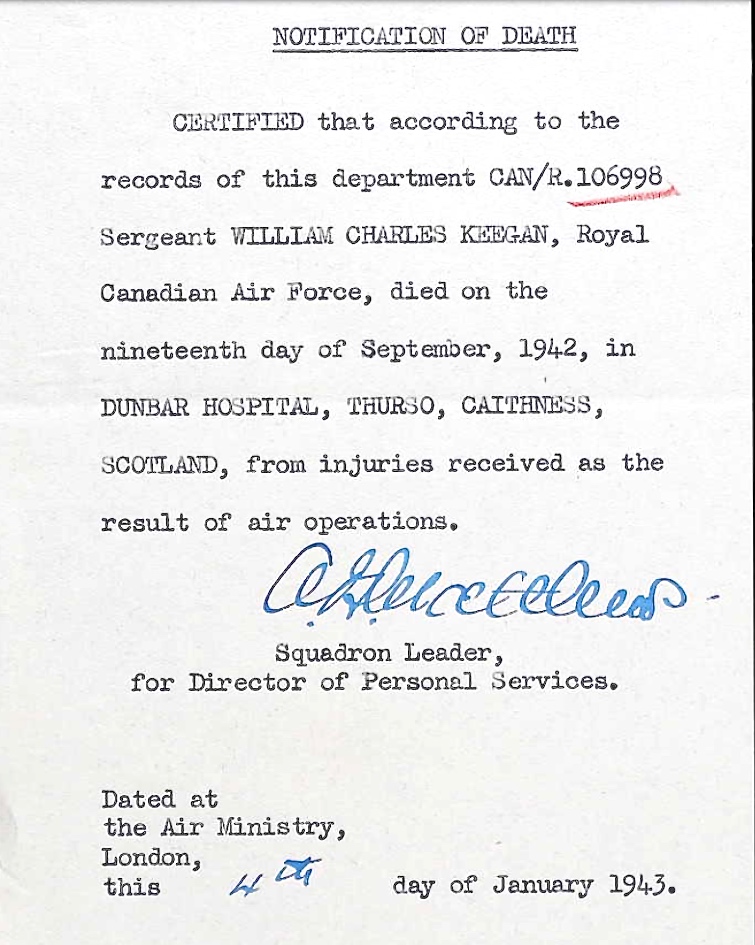 NOTIFICATION OF DEATH
CERTIFIED that according to the
records of this department CAN/R.106998
Sergeant WILLIAM CHARLES KEEGAN, Royal
Canadian Air Force, died on the
nineteenth day of September, 1942, in
DUNBAR HOSPITAL, THURSO, CAITHNESS,
SCOTLAND, from injuries received as the
result of air operations.
Squadron Leader,
for Director of Personal Services.
Dated at
the Air Ministry,
London,
this 4th day of January 1943.